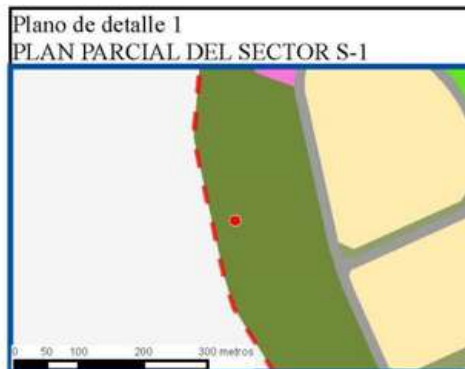 Plano de detalle 1
PLAN PARCIAL DEL SECTOR S-1
0 50 100 200 300 metros